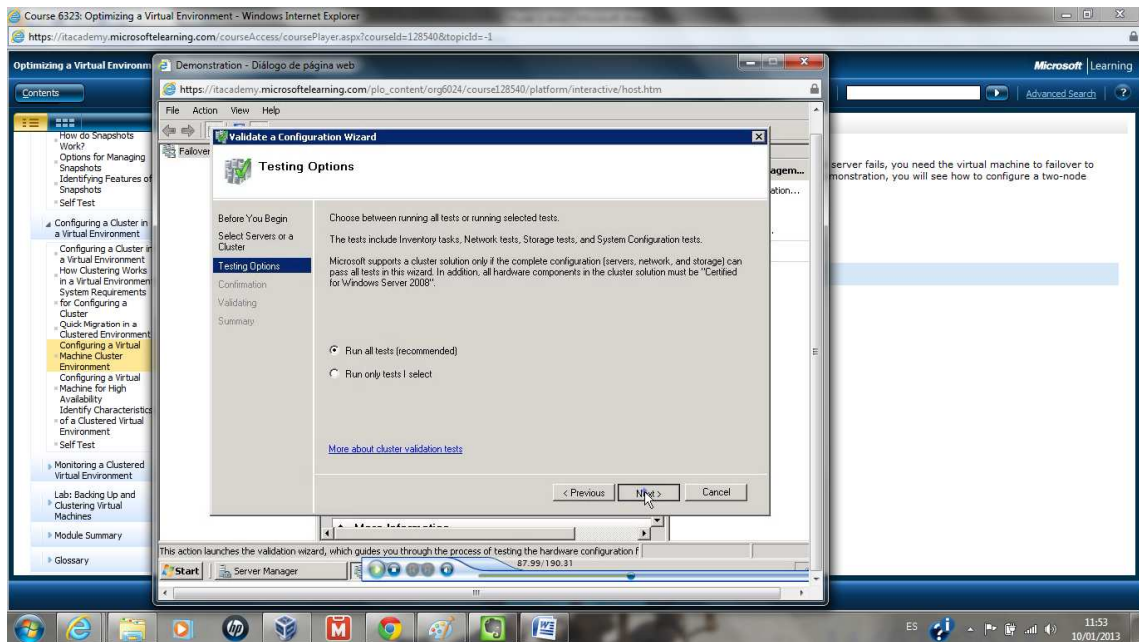 Course 6323: Optimizing a Virtual Environment - Windows Internet Explorer
https://itacademy.microsoftelearning.com/courseAccess/coursePlayer.aspx?courseId=128540&topicId=-1
Optimizing a Virtual Environm
Microsoft | Learning
Contents
Advanced Search
?
How do Snapshots
Work?
Options for Managing
Snapshots
Identifying Features of
Snapshots
Self Test
Configuring a Cluster in
a Virtual Environment
Configuring a Cluster in
a Virtual Environment
How Clustering Works
in a Virtual Environment
System Requirements
for Configuring a
Cluster
Quick Migration in a
Clustered Environment
Configuring a Virtual
Machine Cluster
Environment
Configuring a Virtual
Machine for High
Availability
Identify Characteristics
of a Clustered Virtual
Environment
Self Test
Monitoring a Clustered
Virtual Environment
Lab: Backing Up and
Clustering Virtual
Machines
Module Summary
Glossary
Demonstration - Diálogo de página web
https://itacademy.microsoftelearning.com/plo_content/org6024/course128540/platform/interactive/host.htm
File Action View Help
Failover
agem...
ation...
Validate a Configuration Wizard
Testing Options
Before You Begin
Select Servers or a
Cluster
Testing Options
Confirmation
Validating
Summary
Choose between running all tests or running selected tests.
The tests include Inventory tasks, Network tests, Storage tests, and System Configuration tests.
Microsoft supports a cluster solution only if the complete configuration (servers, network, and storage) can
pass all tests in this wizard. In addition, all hardware components in the cluster solution must be "Certified
for Windows Server 2008".
Run all tests (recommended)
Run only tests I select
More about cluster validation tests
< Previous
Next >
Cancel
This action launches the validation wizard, which guides you through the process of testing the hardware configuration f
Start
Server Manager
87.99/190.31
server fails, you need the virtual machine to failover to
monstration, you will see how to configure a two-node
ES
11:53
10/01/2013